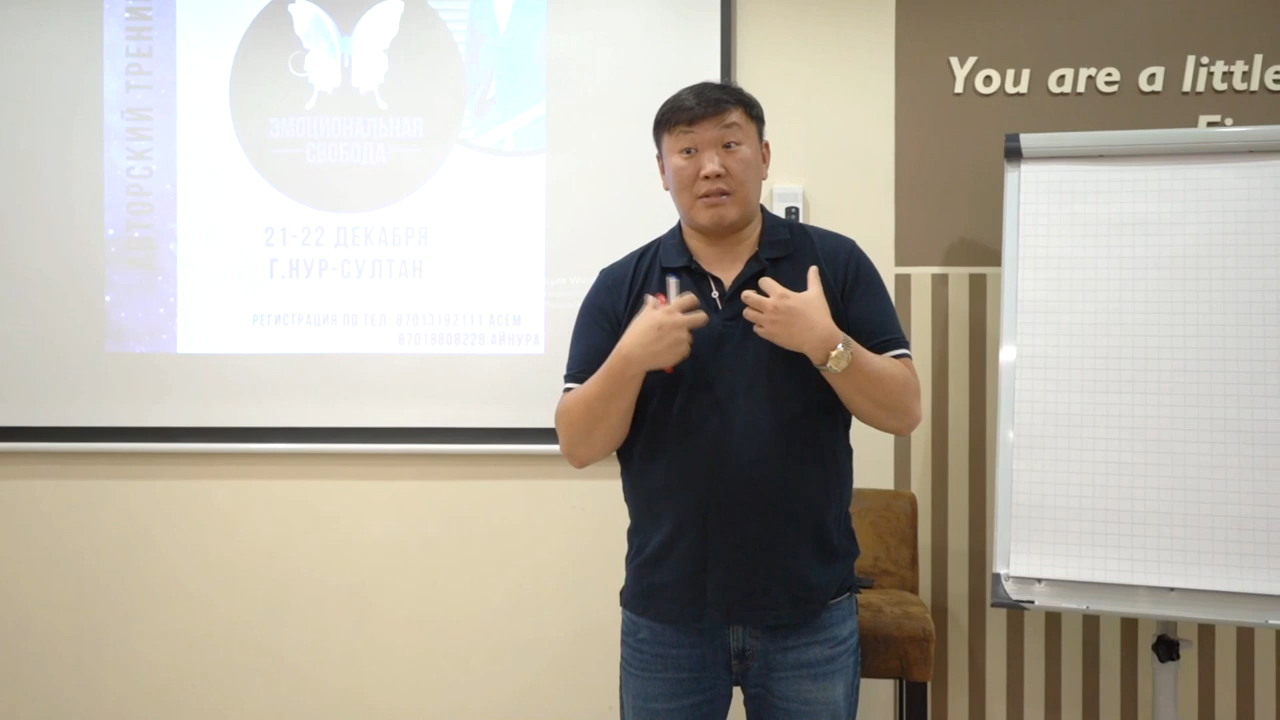 АВТОРСКИЙ ТРЕНИ
ЭМОЦИОНАЛЬНАЯ
СВОБОДА
21-22 ДЕКАБРЯ
Г.НУР-СУЛТАН
РЕГИСТРАЦИЯ ПО ТЕЛ: 87013192111 АСЕМ
87018808228 АЙНУРА
You are a little